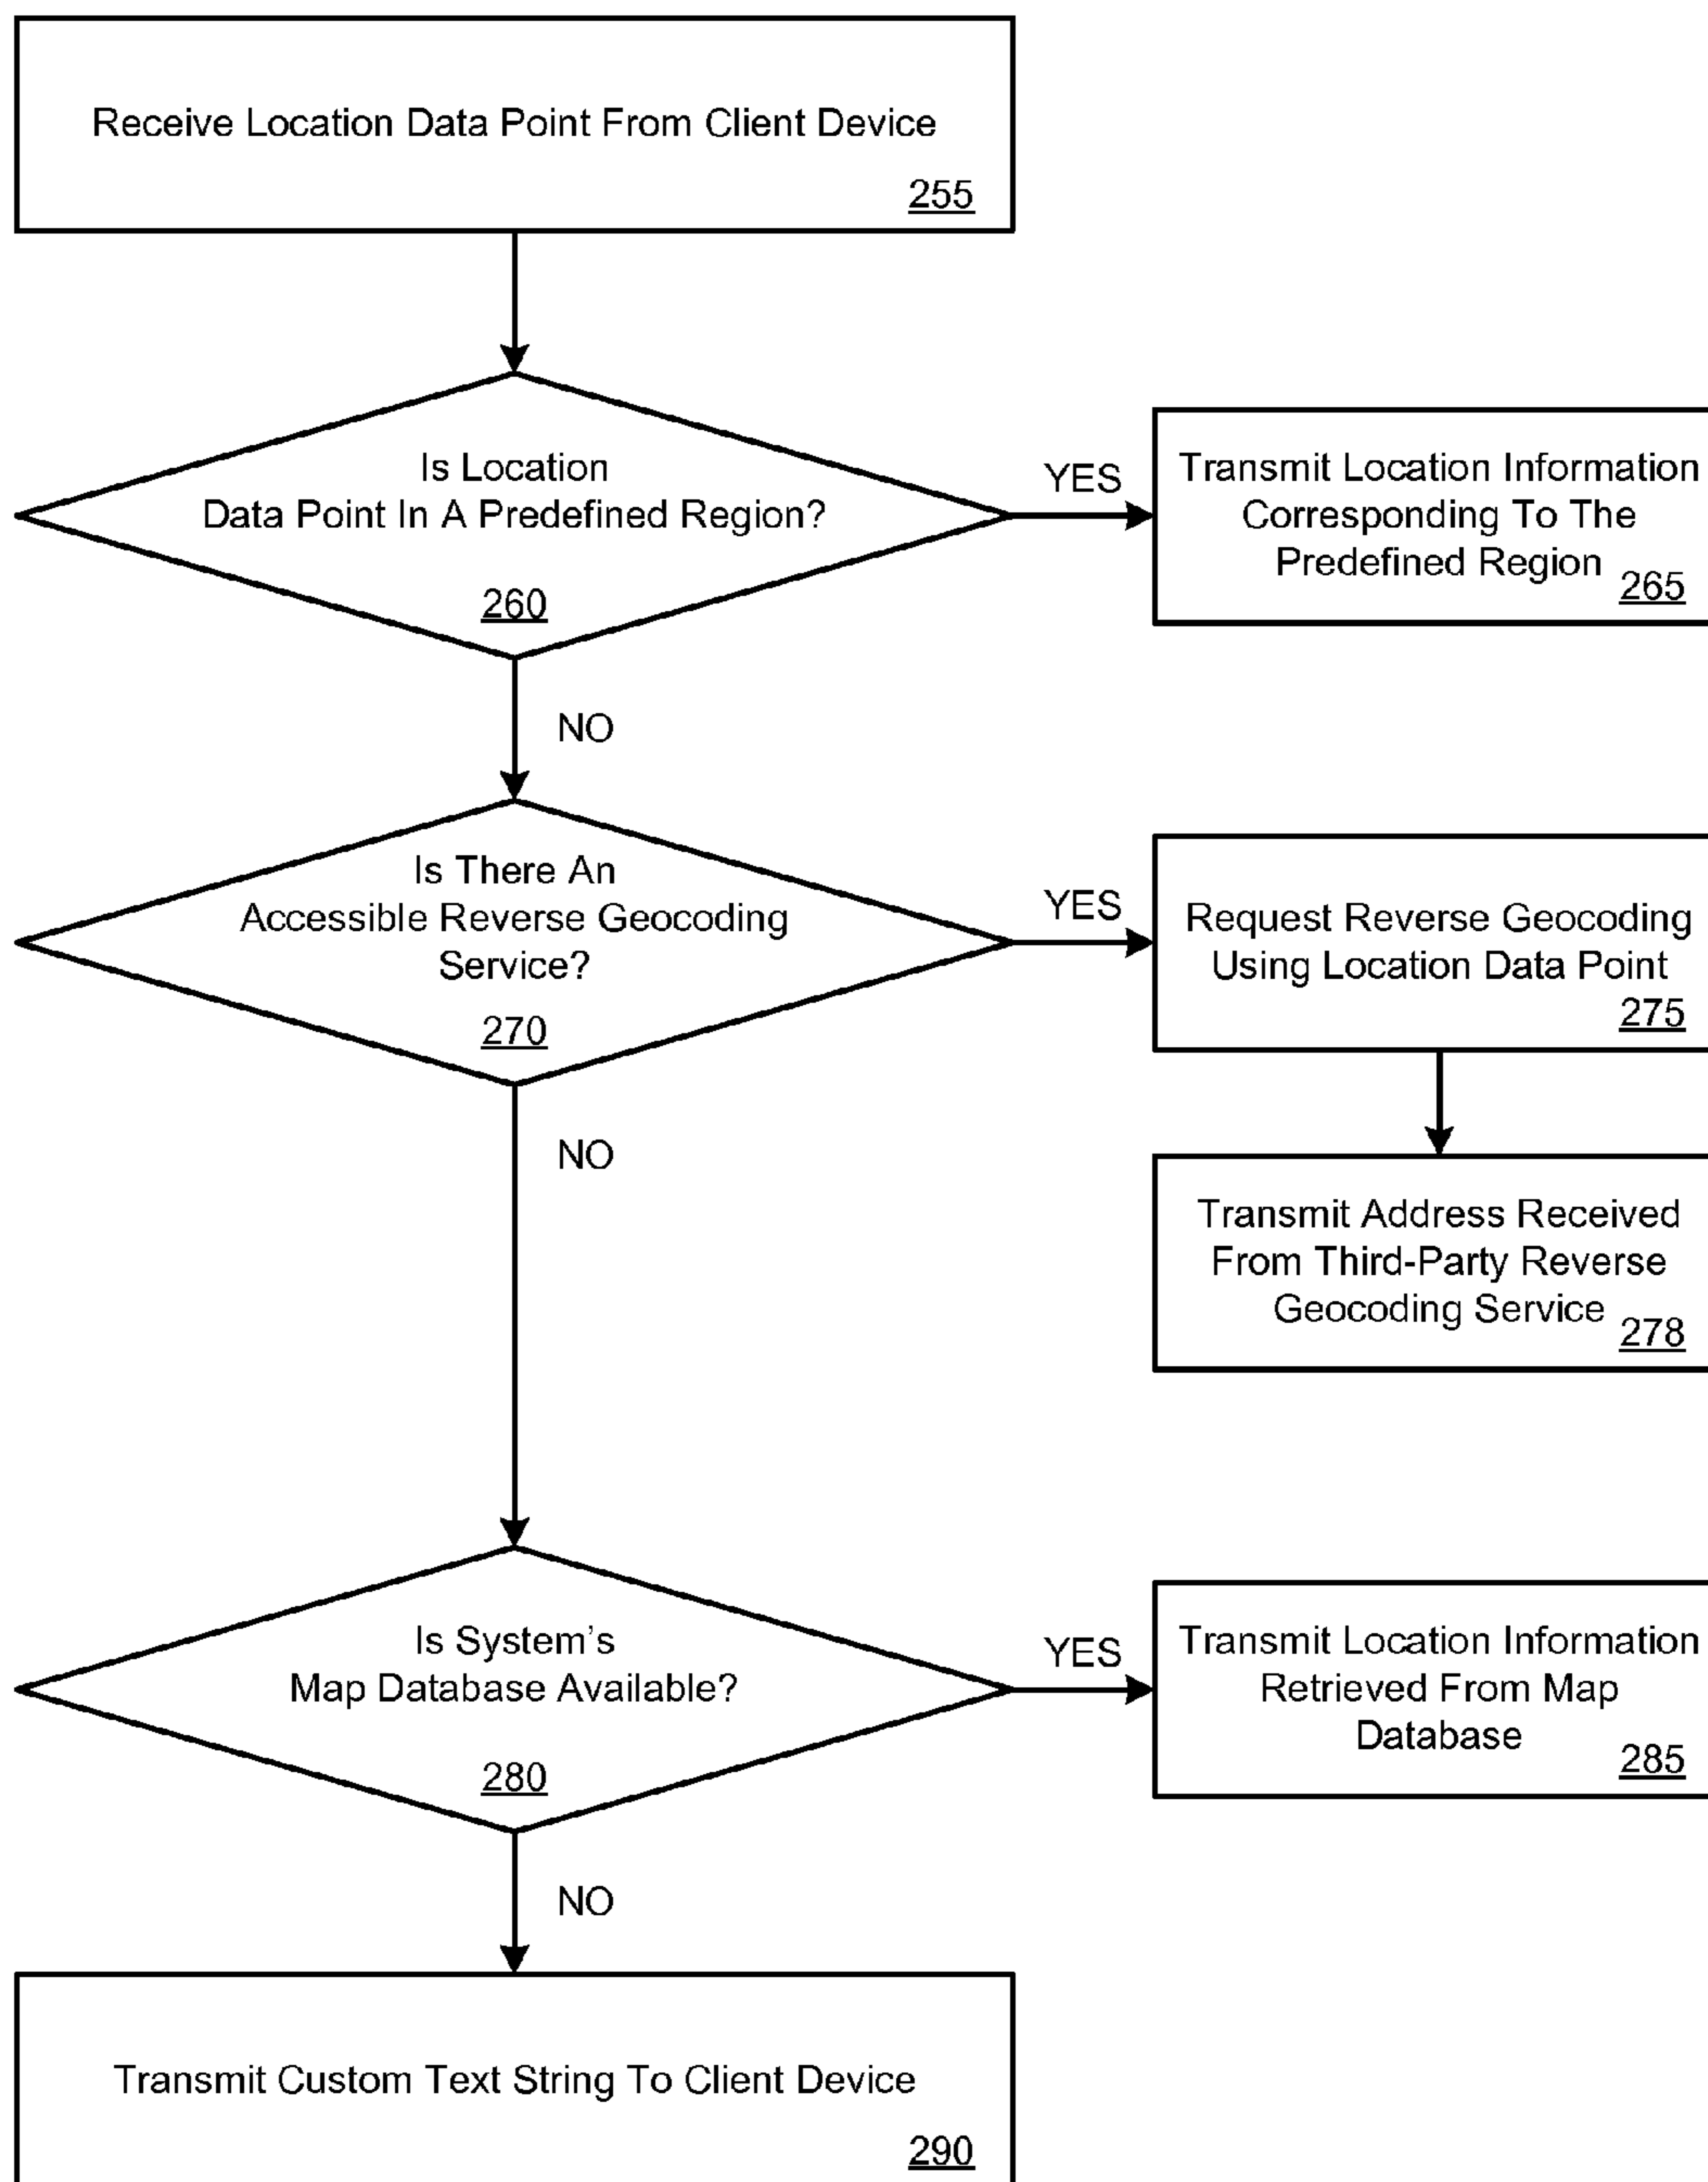 Receive Location Data Point From Client Device
255
Is Location
Data Point In A Predefined Region?
260
YES
Transmit Location Information
Corresponding To The
Predefined Region
265
NO
Is There An
Accessible Reverse Geocoding
Service?
270
YES
Request Reverse Geocoding
Using Location Data Point
275
NO
Transmit Address Received
From Third-Party Reverse
Geocoding Service
278
Is System's
Map Database Available?
280
YES
Transmit Location Information
Retrieved From Map
Database
285
NO
Transmit Custom Text String To Client Device
290